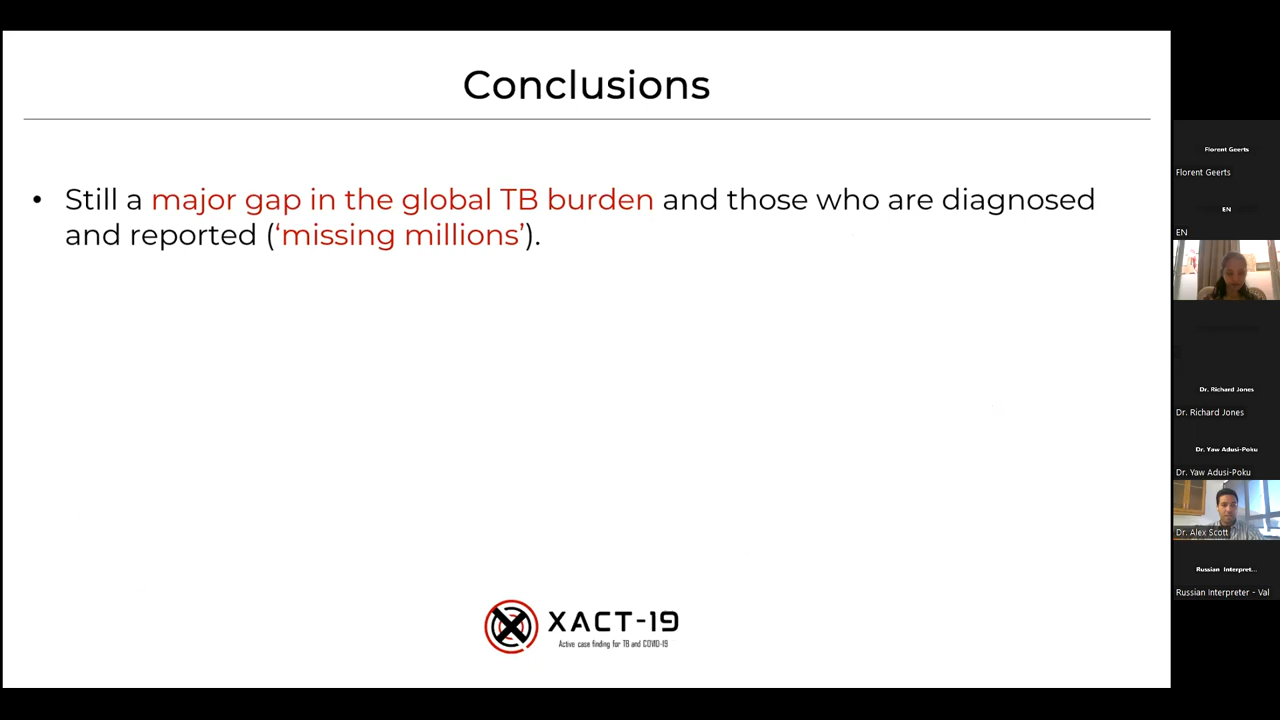 Conclusions
• Still a major gap in the global TB burden and those who are diagnosed
and reported (‘missing millions’).
XACT-19
Active case finding for TB and COVID-19
Florent Geerts
Florent Geerts
EN
EN
Dr. Richard Jones
Dr. Richard Jones
Dr. Yaw Adusi-Poku
Dr. Yaw Adusi-Poku
Dr. Alex Scott
Russian Interpret...
Russian Interpreter - Val